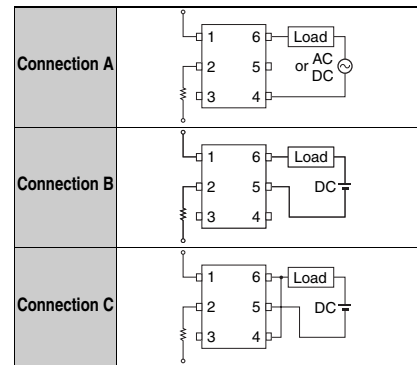 Connection A
1 6 Load
2 5 or AC
DC
3 4
Connection B
1 6 Load
2 5 DC
3 4
Connection C
1 6 Load
2 5 DC
3 4